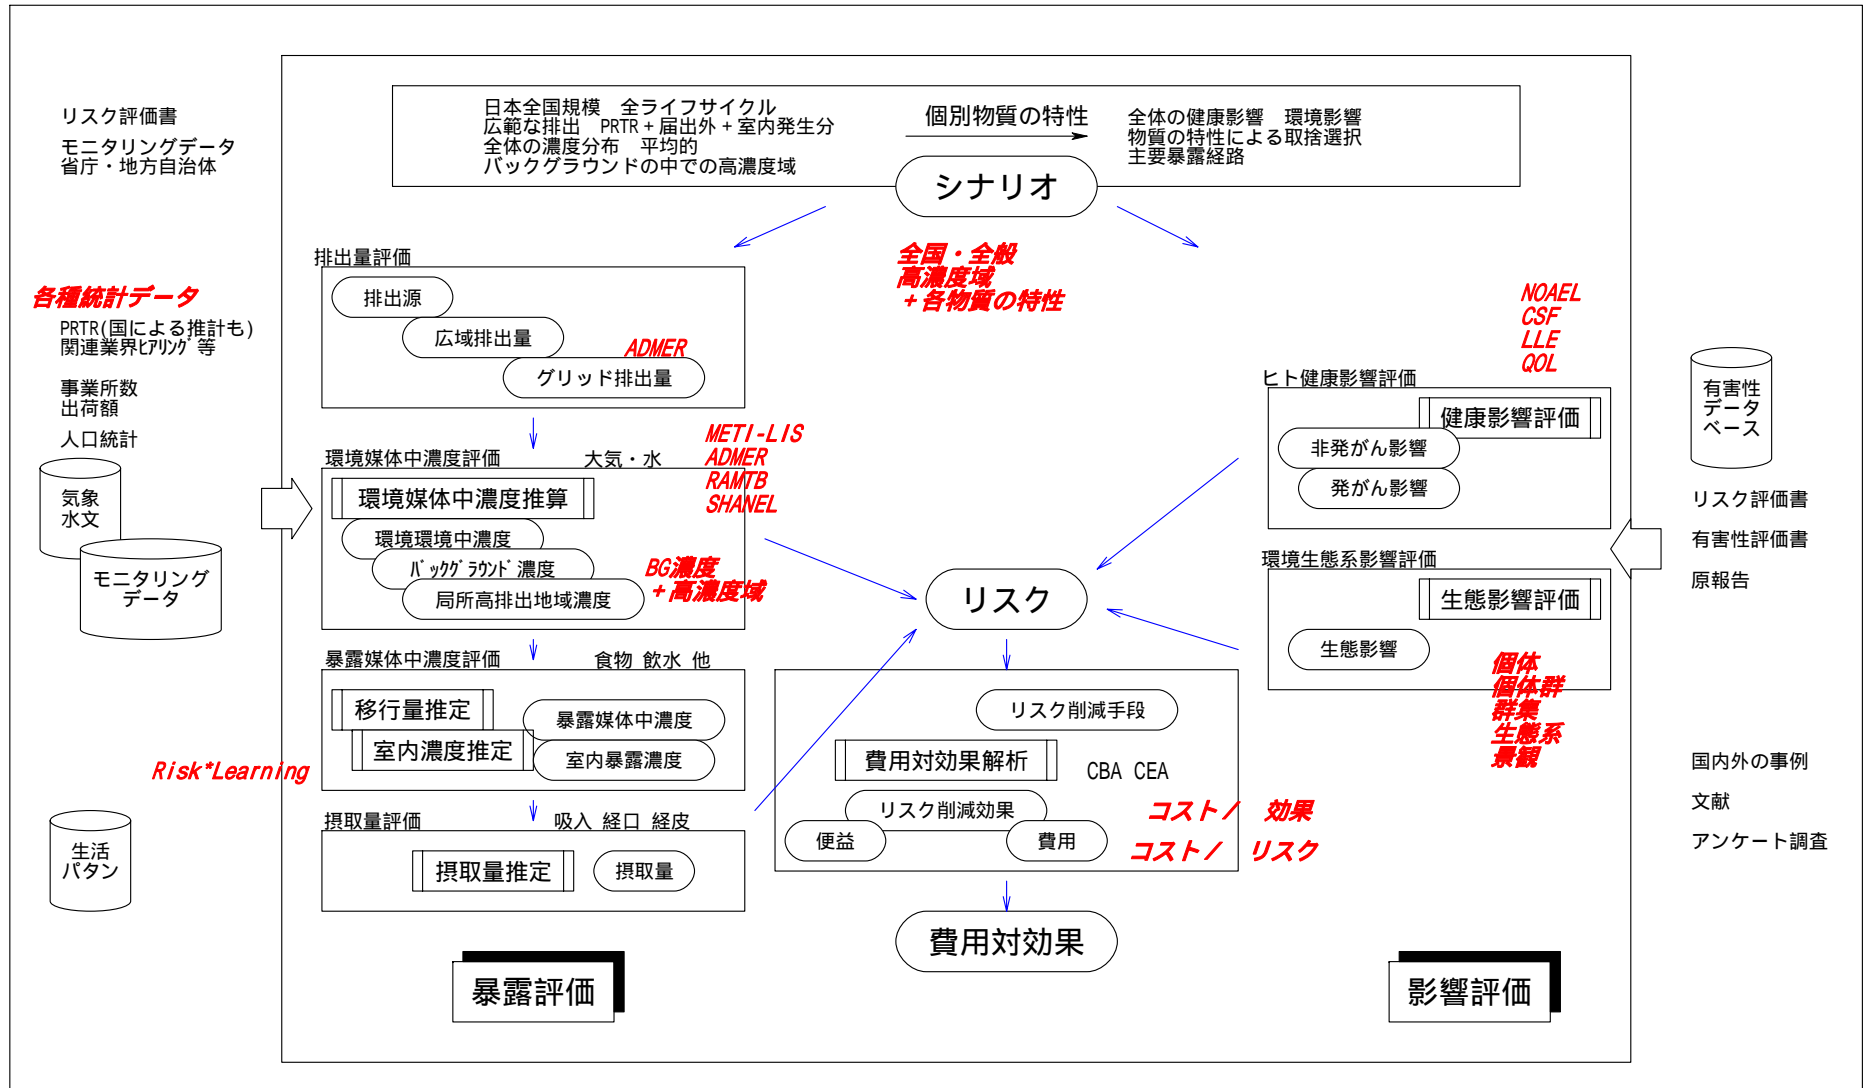 リスク評価書
モニタリングデータ
省庁・地方自治体
各種統計データ
PRTR(国による推計も)
関連業界ﾋｱﾘﾝｸﾞ等
事業所数
出荷額
人口統計
気象
水文
モニタリング
データ
Risk*Learning
生活
パタン
日本全国規模　全ライフサイクル
広範な排出　PRTR＋届出外＋室内発生分
全体の濃度分布　平均的
バックグラウンドの中での高濃度域
個別物質の特性
全体の健康影響　環境影響
物質の特性による取捨選択
主要暴露経路
シナリオ
全国・全般
高濃度域
＋各物質の特性
排出量評価
排出源
広域排出量
ADMER
グリッド排出量
環境媒体中濃度評価　大気・水
METI-LIS
ADMER
RAMTB
SHANEL
環境媒体中濃度推算
環境環境中濃度
ﾊﾞｯｸｸﾞﾗｳﾝﾄﾞ濃度
局所高排出地域濃度
BG濃度
＋高濃度域
暴露媒体中濃度評価　食物 飲水 他
移行量推定
暴露媒体中濃度
室内濃度推定
室内暴露濃度
摂取量評価　吸入 経口 経皮
摂取量推定
摂取量
暴露評価
リスク
リスク削減手段
費用対効果解析
CBA CEA
リスク削減効果
便益
費用
コスト／　効果
コスト／　リスク
費用対効果
NOAEL
CSF
LLE
QOL
ヒト健康影響評価
健康影響評価
非発がん影響
発がん影響
環境生態系影響評価
生態影響評価
生態影響
個体
個体群
群集
生態系
景観
影響評価
有害性
データ
ベース
リスク評価書
有害性評価書
原報告
国内外の事例
文献
アンケート調査